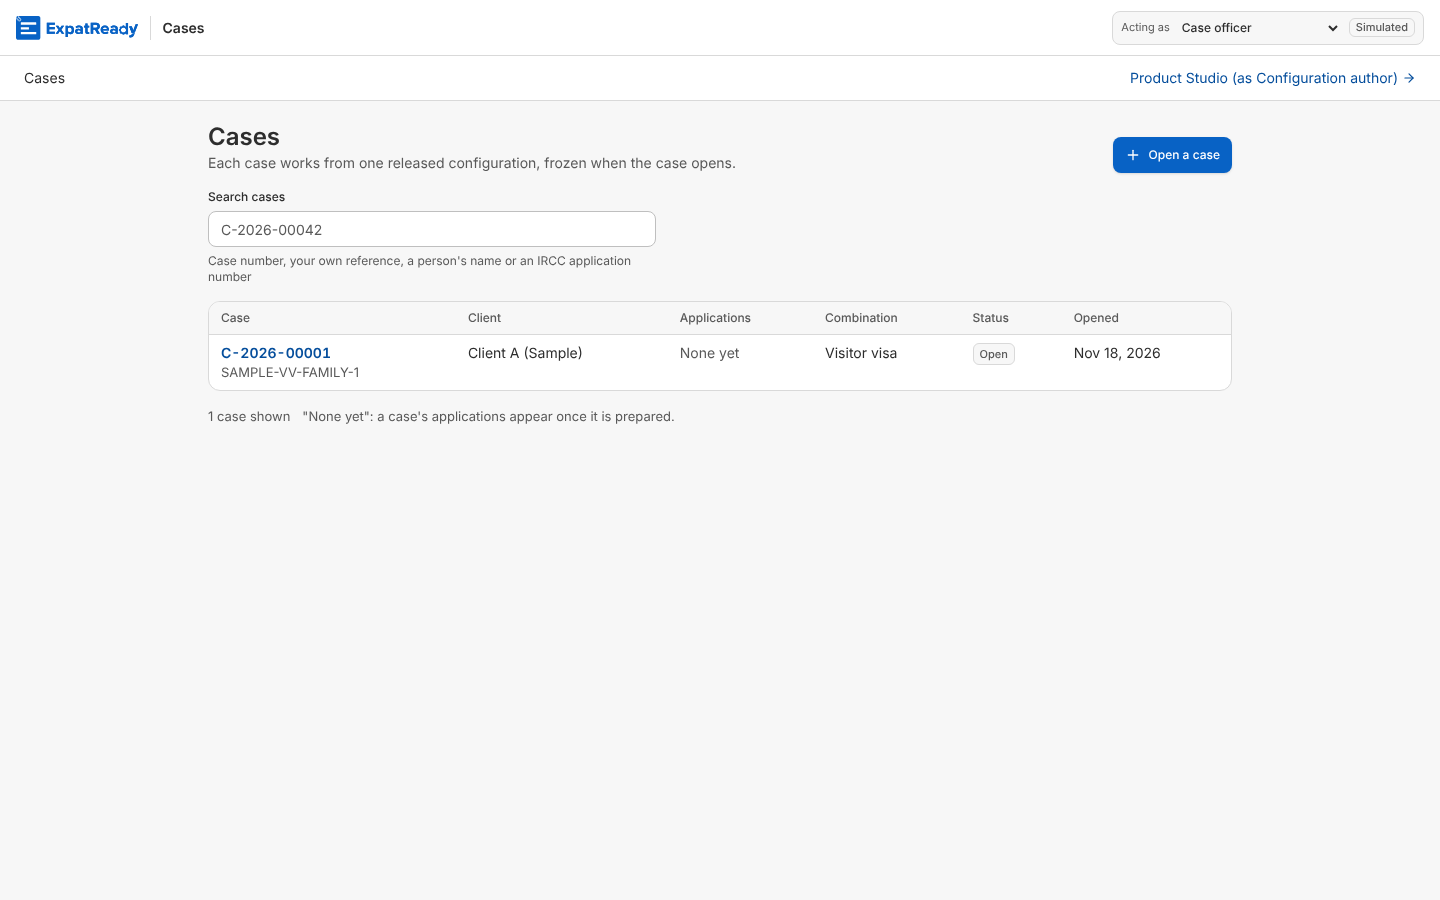 ExpatReady Cases
Acting as Case officer Simulated
Cases
Product Studio (as Configuration author) →
Cases
Each case works from one released configuration, frozen when the case opens.
+ Open a case
Search cases
C-2026-00042
Case number, your own reference, a person's name or an IRCC application
number
Case Client Applications Combination Status Opened
C-2026-00001 Client A (Sample) None yet Visitor visa Open Nov 18, 2026
SAMPLE-VV-FAMILY-1
1 case shown "None yet": a case's applications appear once it is prepared.